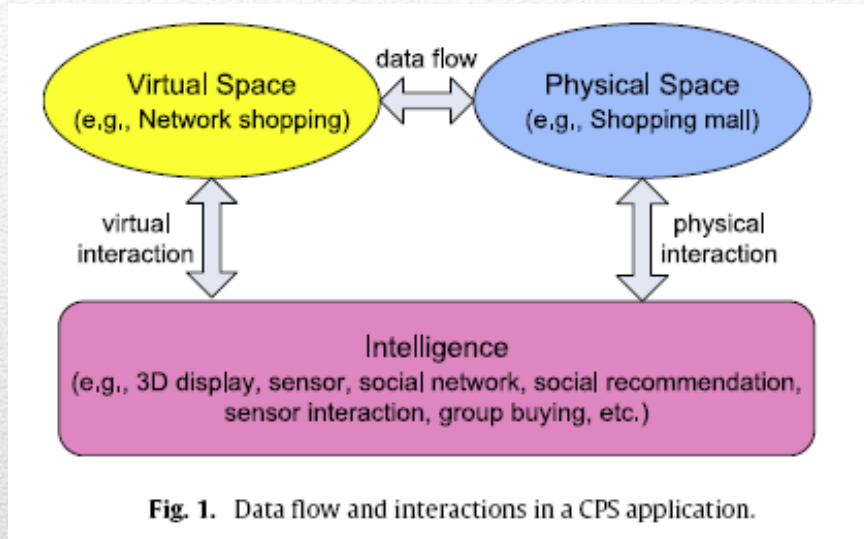 data flow
Virtual Space
(e.g., Network shopping)
Physical Space
(e.g., Shopping mall)
virtual
interaction
physical
interaction
Intelligence
(e.g., 3D display, sensor, social network, social recommendation,
sensor interaction, group buying, etc.)
Fig. 1. Data flow and interactions in a CPS application.